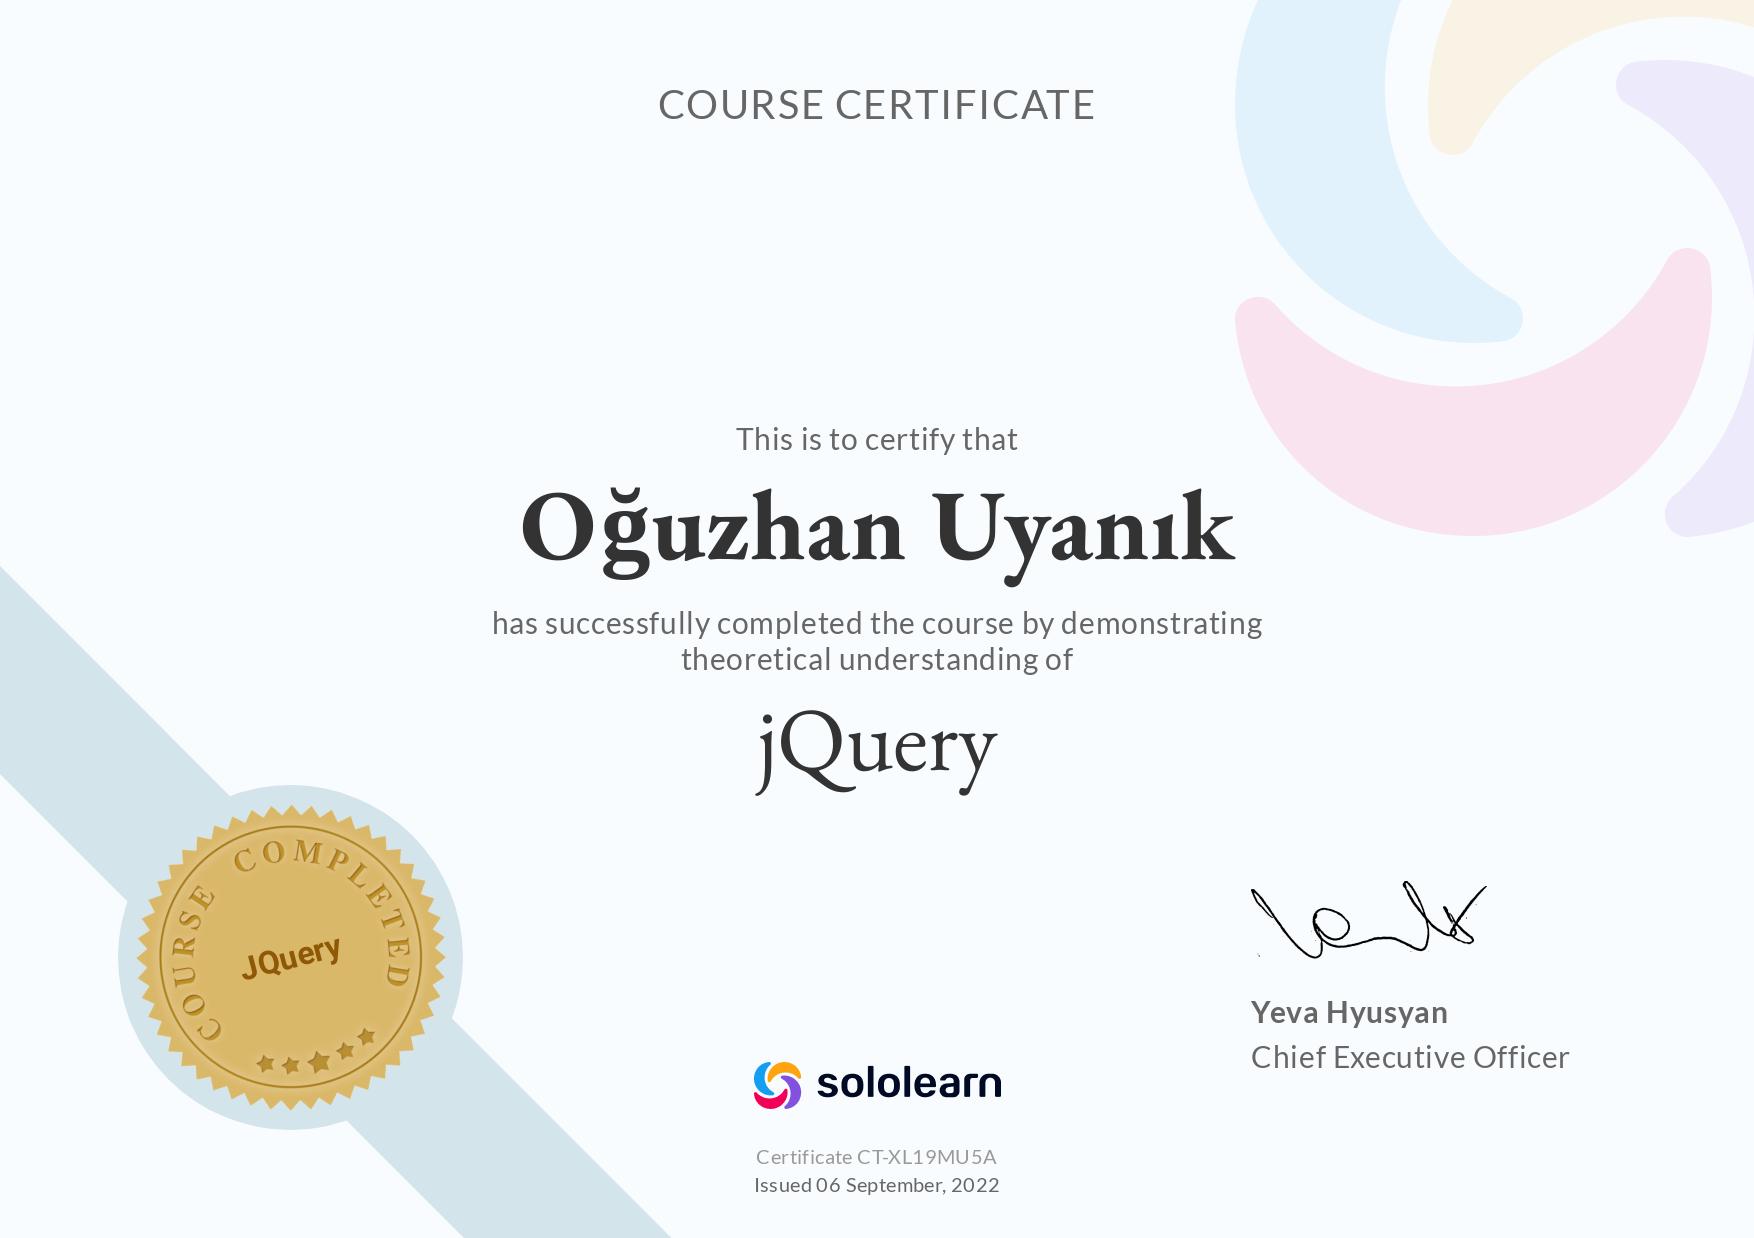 COURSE CERTIFICATE
This is to certify that
Oğuzhan Uyanık
has successfully completed the course by demonstrating
theoretical understanding of
jQuery
COURSE COMPLETED
JQuery
Yeva Hyusyan
Chief Executive Officer
sololearn
Certificate CT-XL19MU5A
Issued 06 September, 2022